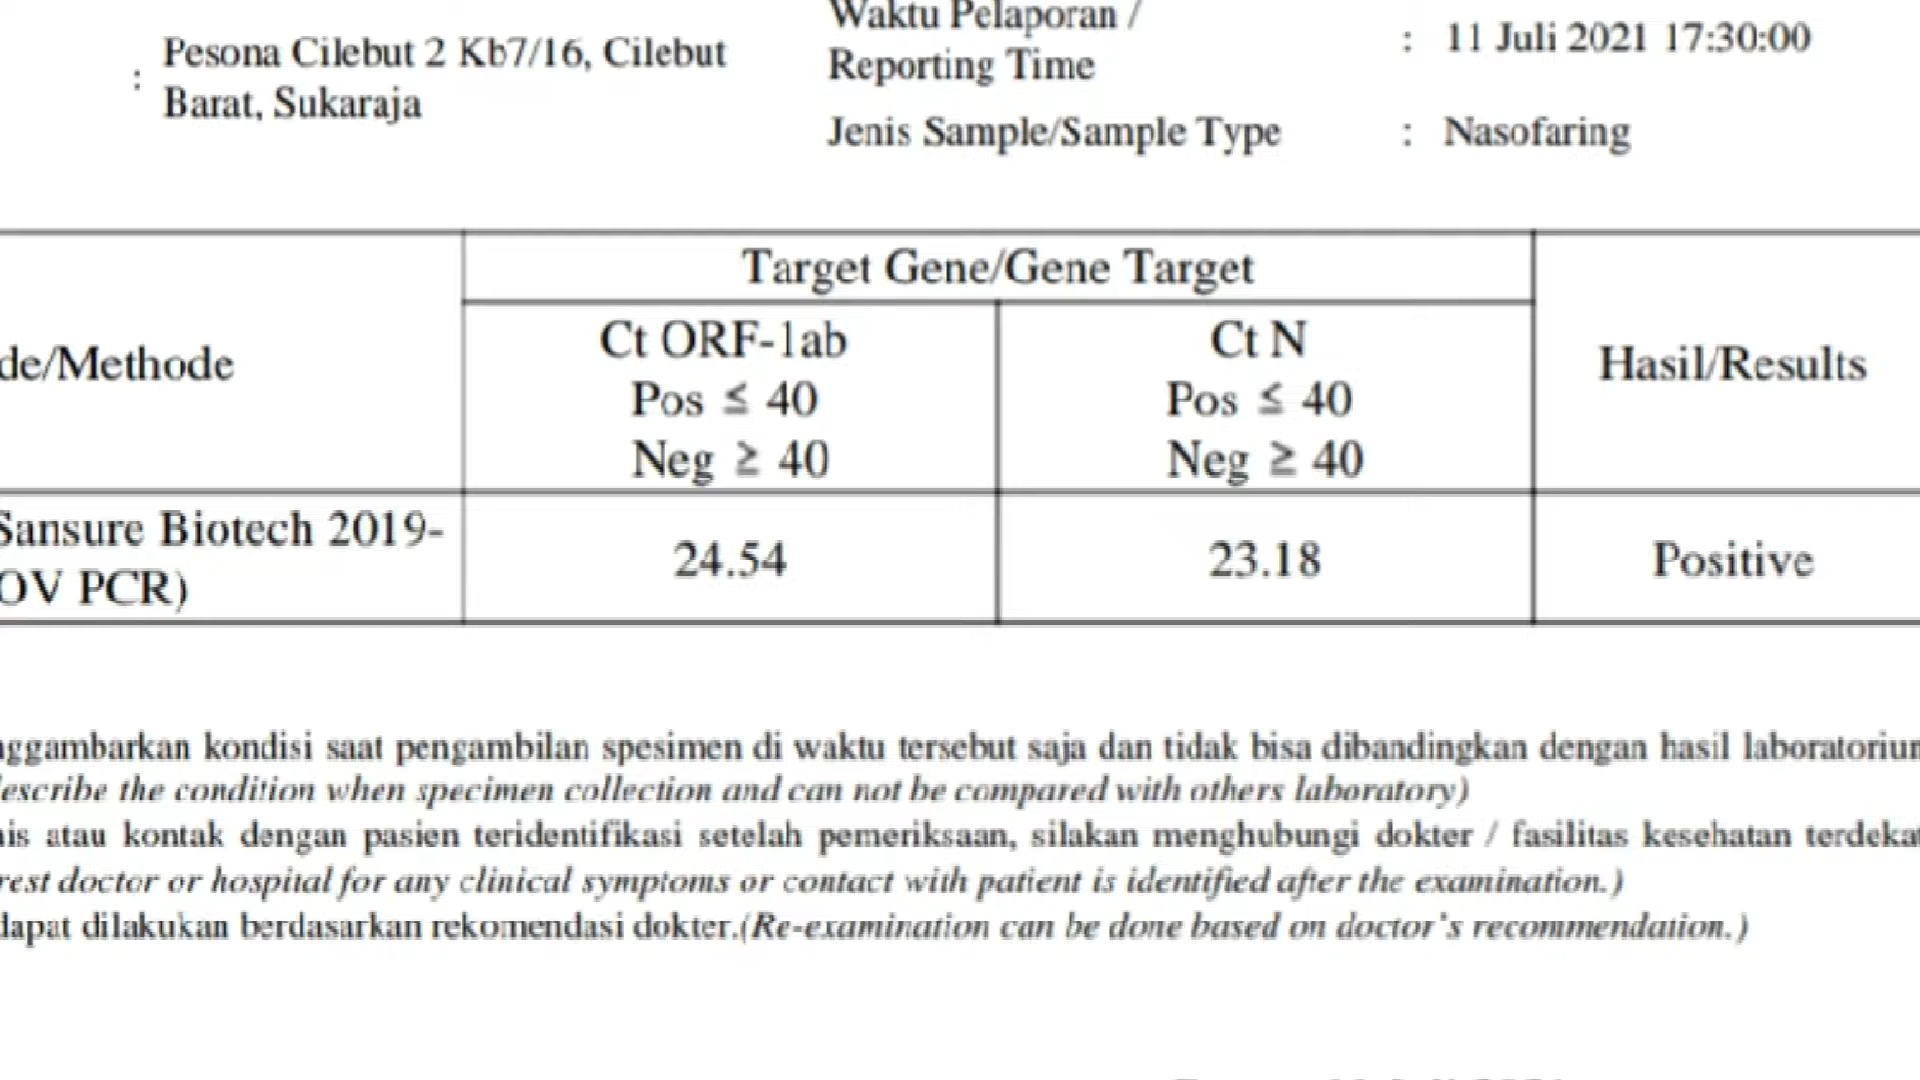 Waktu Pelaporan /
: Pesona Cilebut 2 Kb7/16, Cilebut
Barat, Sukaraja
Reporting Time : 11 Juli 2021 17:30:00
Jenis Sample/Sample Type : Nasofaring
de/Methode
Target Gene/Gene Target
Ct ORF-1ab
Pos ≤ 40
Neg ≥ 40
Ct N
Pos ≤ 40
Neg ≥ 40
Hasil/Results
Sansure Biotech 2019-
OV PCR)
24.54
23.18
Positive
nggambarkan kondisi saat pengambilan spesimen di waktu tersebut saja dan tidak bisa dibandingkan dengan hasil laboratorium
describe the condition when specimen collection and can not be compared with others laboratory)
nis atau kontak dengan pasien teridentifikasi setelah pemeriksaan, silakan menghubungi dokter / fasilitas kesehatan terdekat
rest doctor or hospital for any clinical symptoms or contact with patient is identified after the examination.)
dapat dilakukan berdasarkan rekomendasi dokter.(Re-examination can be done based on doctor's recommendation.)